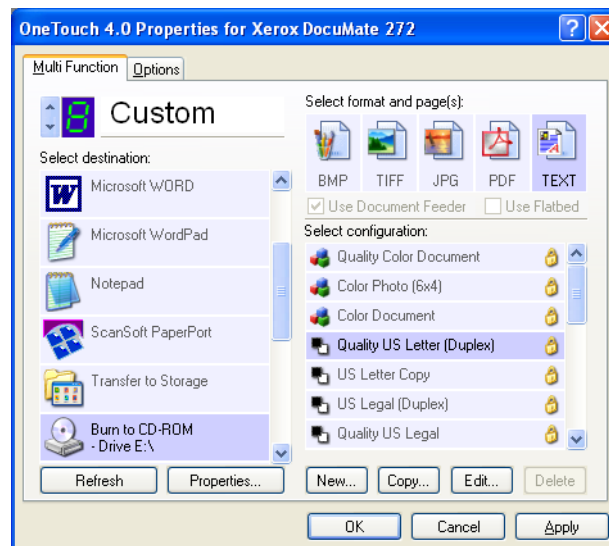 OneTouch 4.0 Properties for Xerox DocuMate 272
Multi Function
Options
8
Custom
Select destination:
Microsoft WORD
Microsoft WordPad
Notepad
ScanSoft PaperPort
Transfer to Storage
Burn to CD-ROM
- Drive E:\
Refresh
Properties...
Select format and page(s):
BMP TIFF JPG PDF TEXT
Use Document Feeder
Use Flatbed
Select configuration:
Quality Color Document
Color Photo (6x4)
Color Document
Quality US Letter (Duplex)
US Letter Copy
US Legal (Duplex)
Quality US Legal
New... Copy... Edit... Delete
OK Cancel Apply